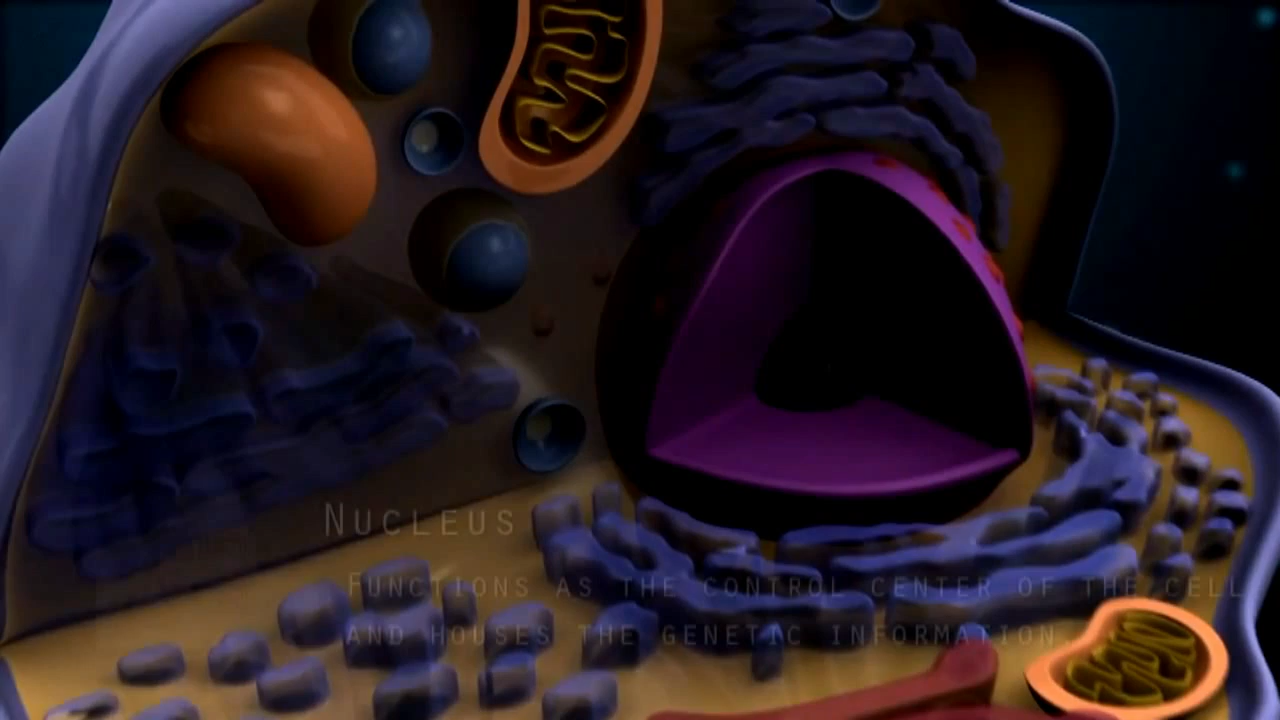 Nucleus
Functions as the control center of the cell
and houses the genetic information.